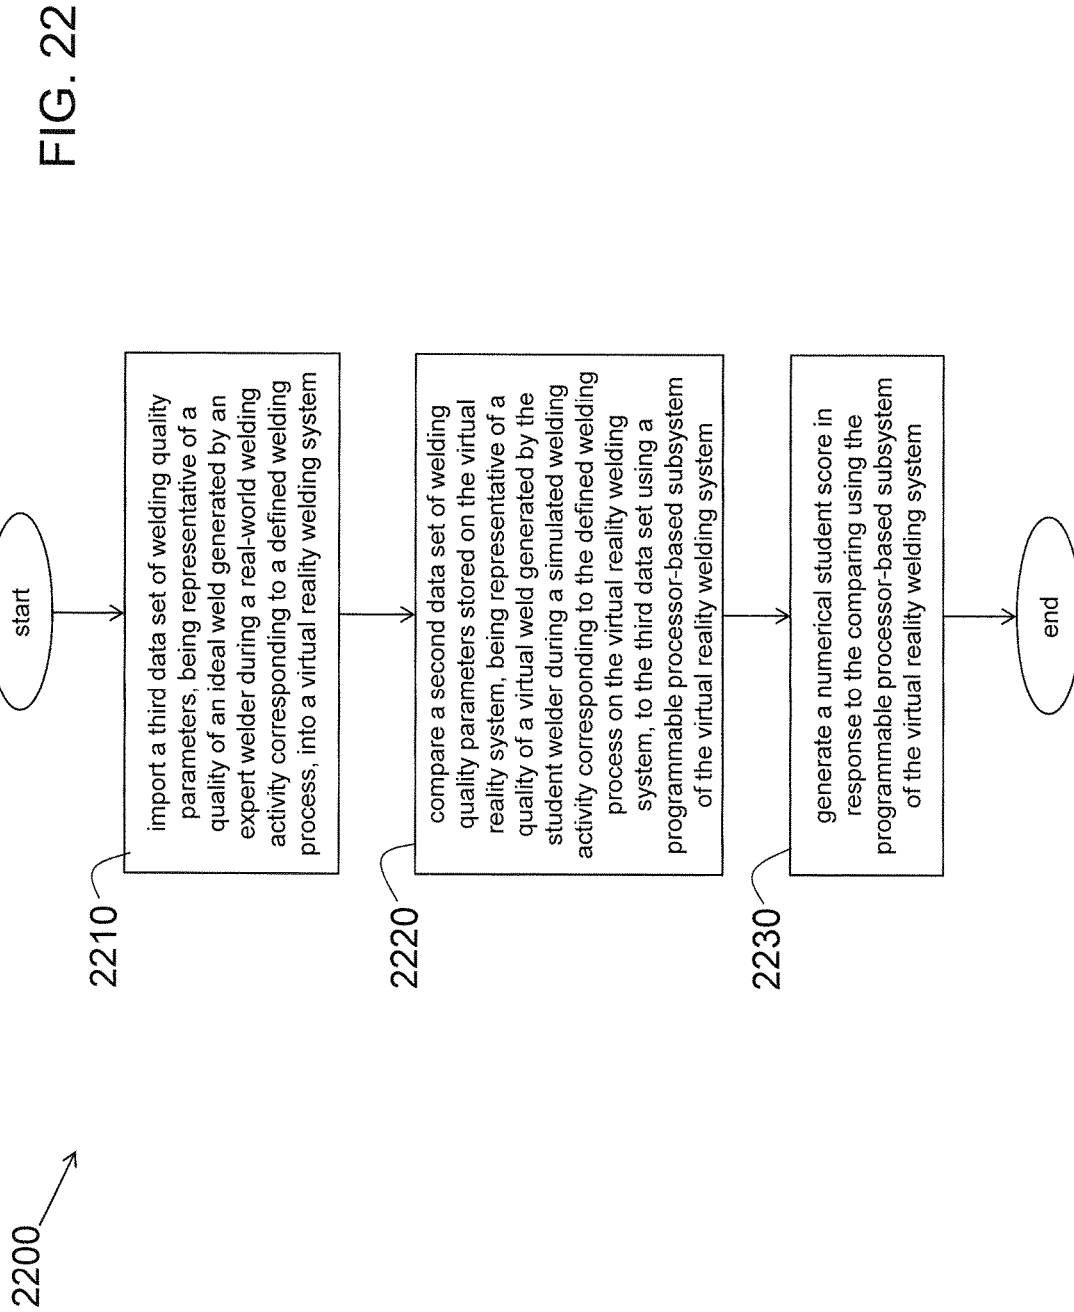 FIG. 22
2200
start
2210
import a third data set of welding quality
parameters, being representative of a
quality of an ideal weld generated by an
expert welder during a real-world welding
activity corresponding to a defined welding
process, into a virtual reality welding system
2220
compare a second data set of welding
quality parameters stored on the virtual
reality system, being representative of a
quality of a virtual weld generated by the
student welder during a simulated welding
activity corresponding to the defined welding
process on the virtual reality welding
system, to the third data set using a
programmable processor-based subsystem
of the virtual reality welding system
2230
generate a numerical student score in
response to the comparing using the
programmable processor-based subsystem
of the virtual reality welding system
end